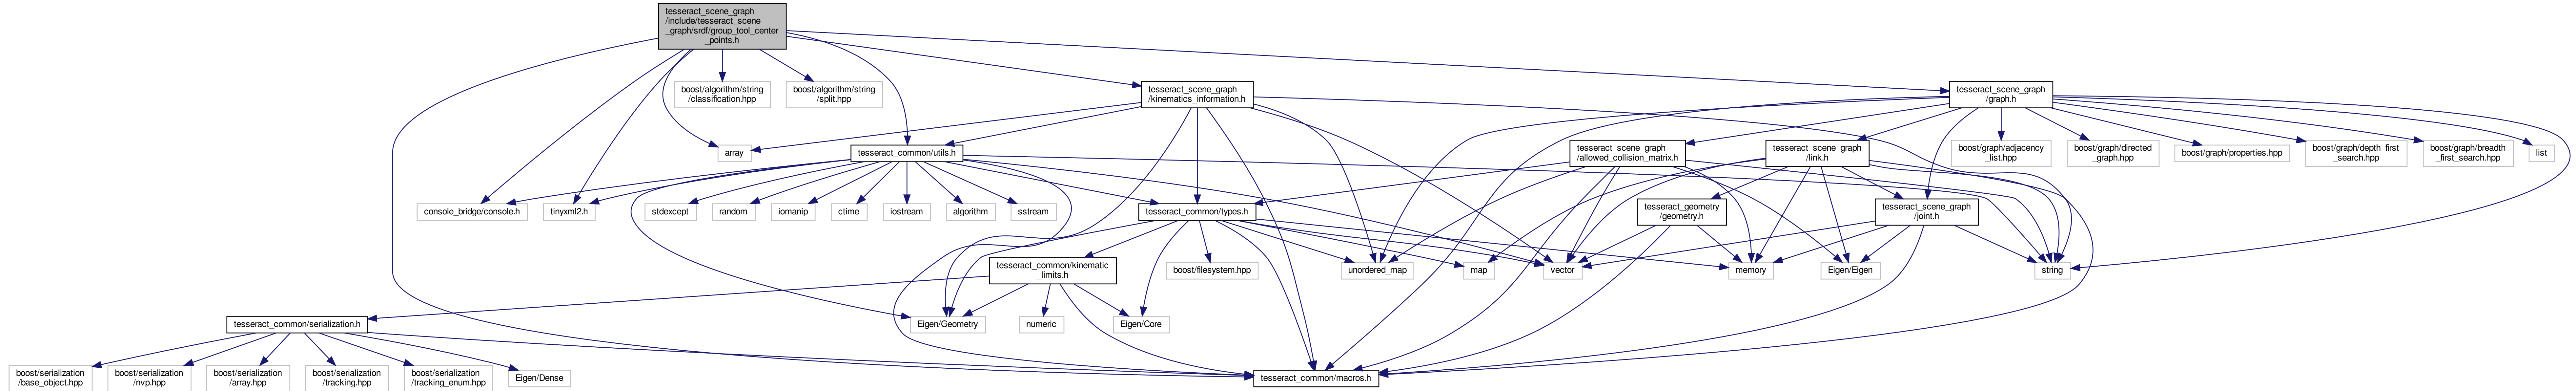 tesseract_scene_graph
/include/tesseract_scene
_graph/srdf/group_tool_center
_points.h
boost/algorithm/string
/classification.hpp
boost/algorithm/string
/split.hpp
tesseract_scene_graph
/kinematics_information.h
tesseract_scene_graph
/graph.h
array
tesseract_common/utils.h
tesseract_scene_graph
/allowed_collision_matrix.h
tesseract_scene_graph
/link.h
boost/graph/adjacency
_list.hpp
boost/graph/directed
_graph.hpp
boost/graph/properties.hpp
boost/graph/depth_first
_search.hpp
boost/graph/breadth
_first_search.hpp
list
console_bridge/console.h
tinyxml2.h
stdexcept
random
iomanip
ctime
iostream
algorithm
sstream
tesseract_common/types.h
tesseract_geometry
/geometry.h
tesseract_scene_graph
/joint.h
tesseract_common/kinematic
_limits.h
boost/filesystem.hpp
unordered_map
map
vector
memory
Eigen/Eigen
string
tesseract_common/serialization.h
Eigen/Geometry
numeric
Eigen/Core
boost/serialization
/base_object.hpp
boost/serialization
/nvp.hpp
boost/serialization
/array.hpp
boost/serialization
/tracking.hpp
boost/serialization
/tracking_enum.hpp
Eigen/Dense
tesseract_common/macros.h